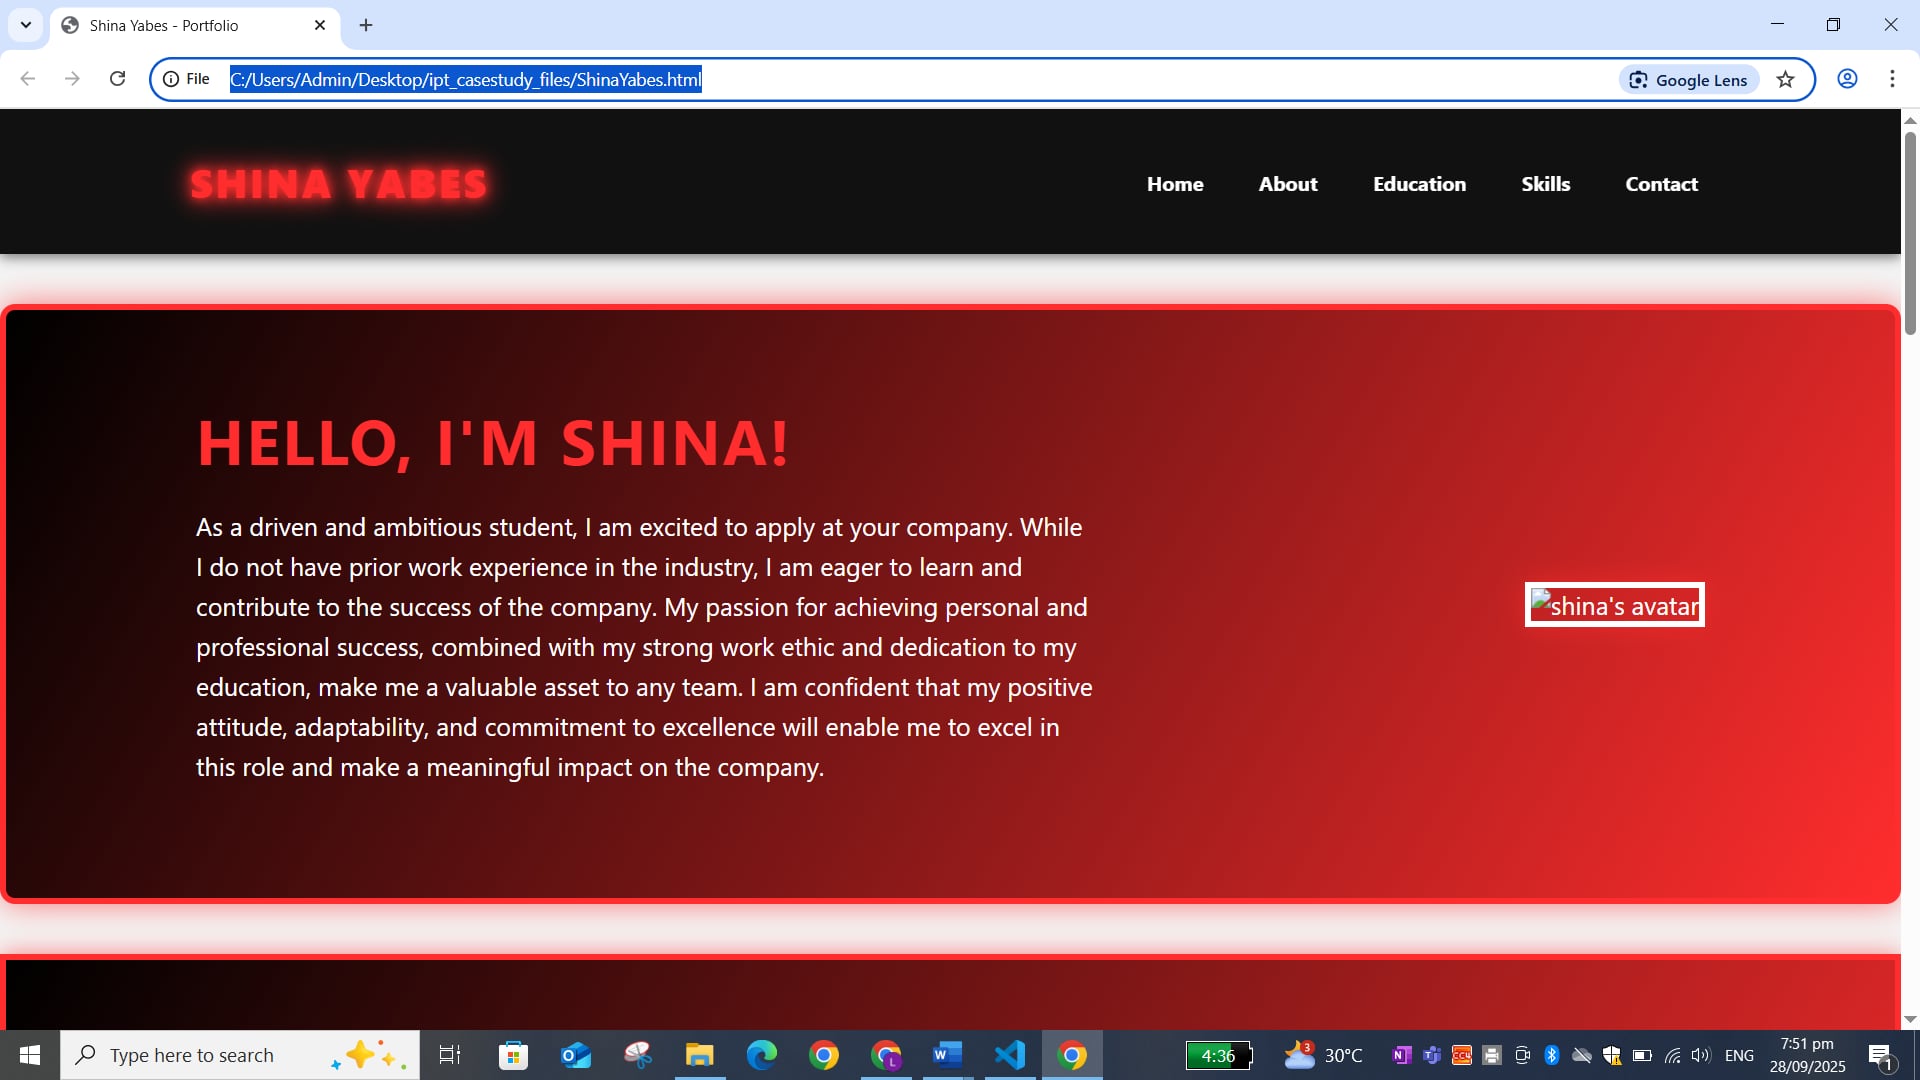 Shina Yabes - Portfolio
File
C:/Users/Admin/Desktop/ipt_casestudy_files/ShinaYabes.html
Google Lens
SHINA YABES
Home
About
Education
Skills
Contact
HELLO, I'M SHINA!
As a driven and ambitious student, I am excited to apply at your company. While
I do not have prior work experience in the industry, I am eager to learn and
contribute to the success of the company. My passion for achieving personal and
professional success, combined with my strong work ethic and dedication to my
education, make me a valuable asset to any team. I am confident that my positive
attitude, adaptability, and commitment to excellence will enable me to excel in
this role and make a meaningful impact on the company.
shina's avatar
Type here to search
L
W
4:36
3
30°C
N
CCU
ENG
7:51 pm
28/09/2025
1